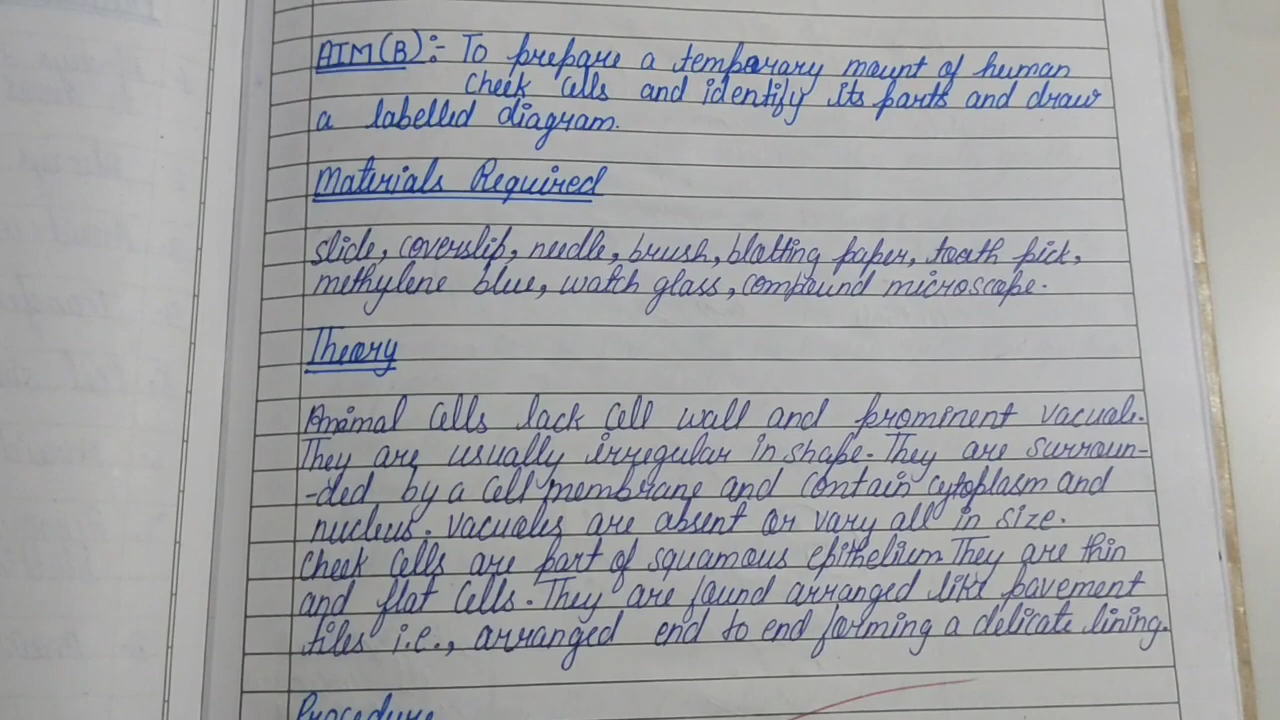 AIM(B):- To prepare a temporary mount of human
cheek cells and identify its parts and draw
a labelled diagram.
Materials Required
slide, coverslip, needle, brush, blotting paper, tooth pick,
methylene blue, watch glass, compound microscope.
Theory
Animal cells lack cell wall and prominent vacuole.
They are usually irregular in shape. They are surroun-
-ded by a cell membrane and contain cytoplasm and
nucleus. vacuoles are absent or vary all in size.
cheek cells are part of squamous epithelium. They are thin
and flat cells. They are found arranged like pavement
tiles i.e., arranged end to end forming a delicate lining.
Procedure